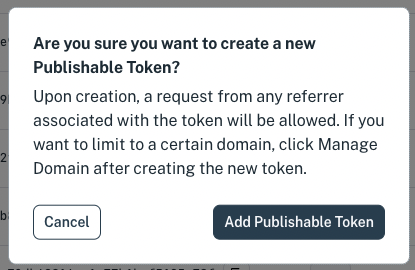 Are you sure you want to create a new
Publishable Token?
Upon creation, a request from any referrer
associated with the token will be allowed. If you
want to limit to a certain domain, click Manage
Domain after creating the new token.
Cancel
Add Publishable Token